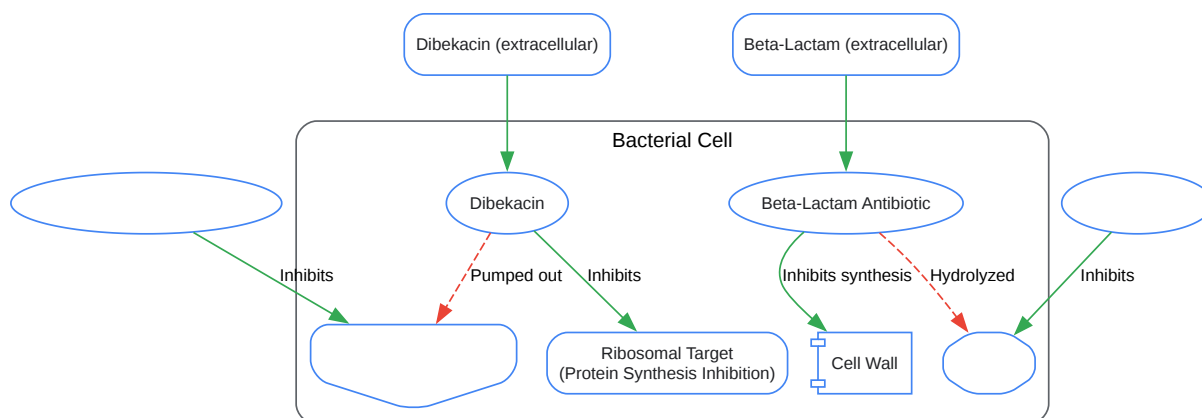 Dibekacin (extracellular)
Beta-Lactam (extracellular)
Bacterial Cell
Dibekacin
Beta-Lactam Antibiotic
Inhibits
Pumped out
Inhibits
Inhibits synthesis
Hydrolyzed
Inhibits
Ribosomal Target
(Protein Synthesis Inhibition)
Cell Wall